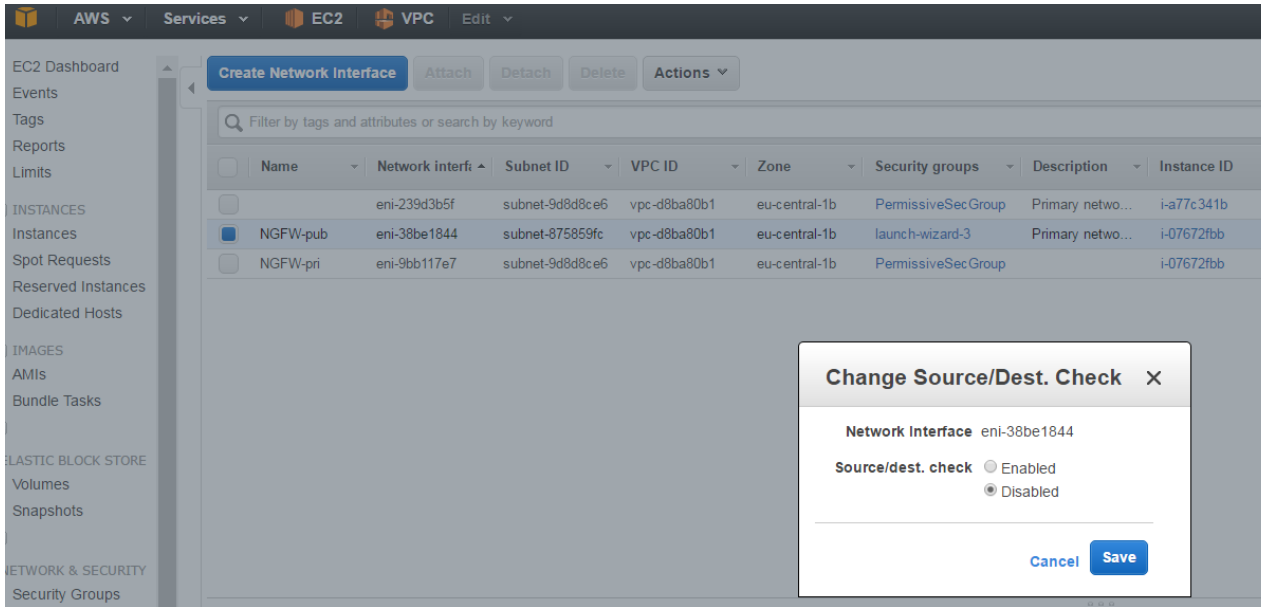 AWS Services EC2 VPC Edit
EC2 Dashboard
Events
Tags
Reports
Limits
INSTANCES
Instances
Spot Requests
Reserved Instances
Dedicated Hosts
IMAGES
AMIs
Bundle Tasks
ELASTIC BLOCK STORE
Volumes
Snapshots
NETWORK & SECURITY
Security Groups
Create Network Interface Attach Detach Delete Actions
Filter by tags and attributes or search by keyword
Name Network interfa Subnet ID VPC ID Zone Security groups Description Instance ID
eni-239d3b5f subnet-9d8d8ce6 vpc-d8ba80b1 eu-central-1b PermissiveSecGroup Primary netwo... i-a77c341b
NGFW-pub eni-38be1844 subnet-875859fc vpc-d8ba80b1 eu-central-1b launch-wizard-3 Primary netwo... i-07672fbb
NGFW-pri eni-9bb117e7 subnet-9d8d8ce6 vpc-d8ba80b1 eu-central-1b PermissiveSecGroup i-07672fbb
Change Source/Dest. Check
Network Interface eni-38be1844
Source/dest. check Enabled
Disabled
Cancel Save